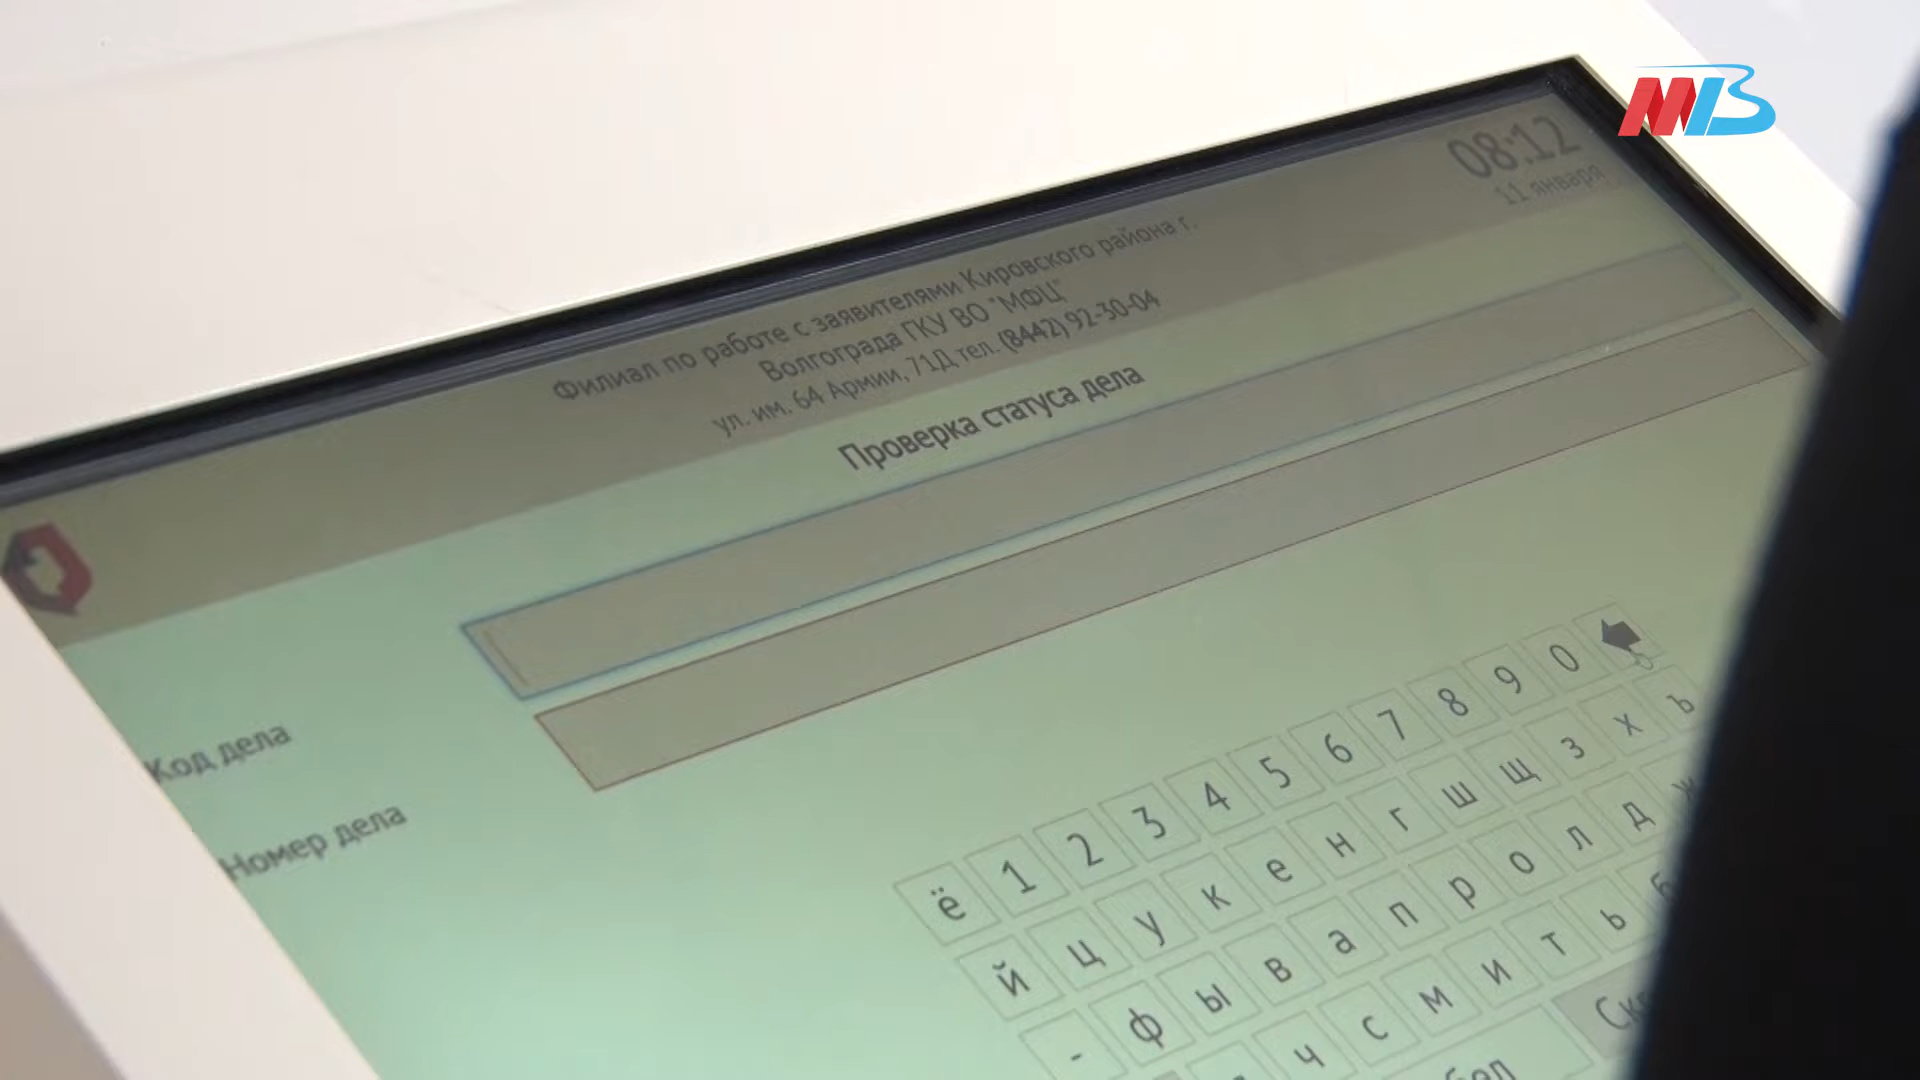 МВ
08:12
11 января
Филиал по работе с заявителями Кировского района г.
Волгограда ГКУ ВО "МФЦ"
ул. им. 64 Армии, 71Д тел. (8442) 92-30-04
Проверка статуса дела
Код дела
Номер дела
ё 1 2 3 4 5 6 7 8 9 0
й ц у к е н г ш щ з х ъ
ф ы в а п р о л д ж
- ч с м и т ь б